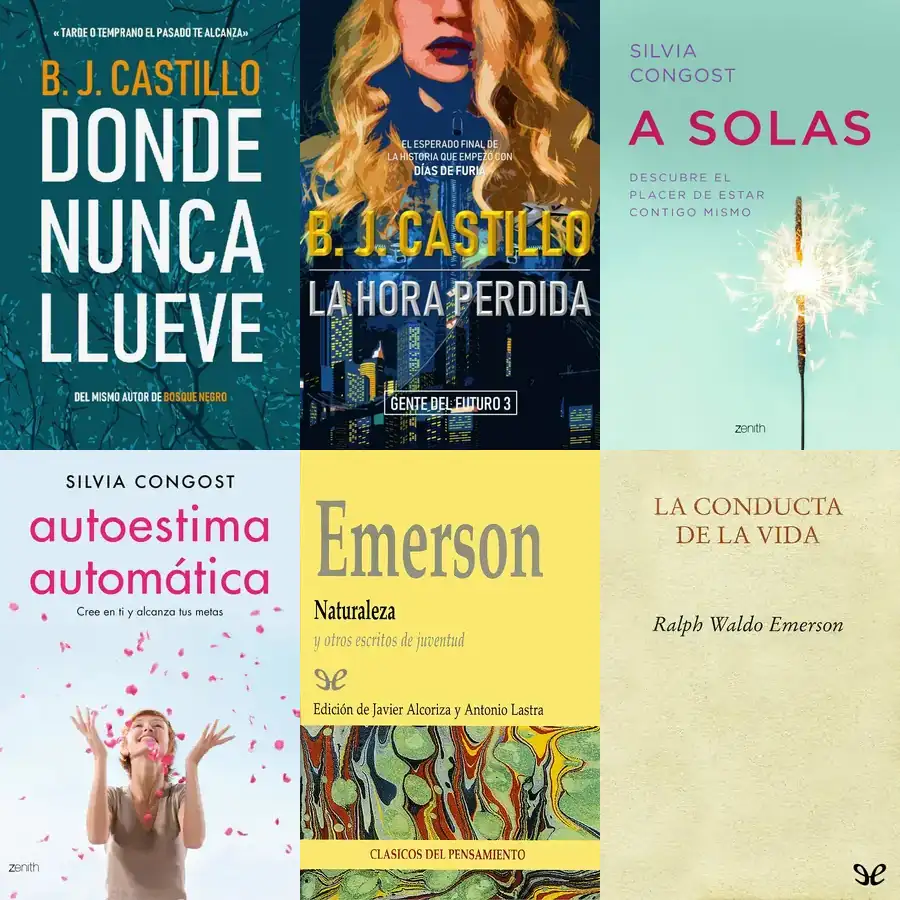 « TARDE O TEMPRANO EL PASADO TE ALCANZA»
B. J. CASTILLO
DONDE
NUNCA
LLUEVE
DEL MISMO AUTOR DE BOSQUE NEGRO
EL ESPERADO FINAL DE
LA HISTORIA QUE EMPEZÓ CON
DÍAS DE FURIA
B. J. CASTILLO
LA HORA PERDIDA
GENTE DEL FUTURO 3
SILVIA
CONGOST
A SOLAS
DESCUBRE EL
PLACER DE ESTAR
CONTIGO MISMO
zenith
SILVIA CONGOST
autoestima
automática
Cree en ti y alcanza tus metas
zenith
Emerson
Naturaleza
y otros escritos de juventud
Edición de Javier Alcoriza y Antonio Lastra
CLASICOS DEL PENSAMIENTO
LA CONDUCTA
DE LA VIDA
Ralph Waldo Emerson